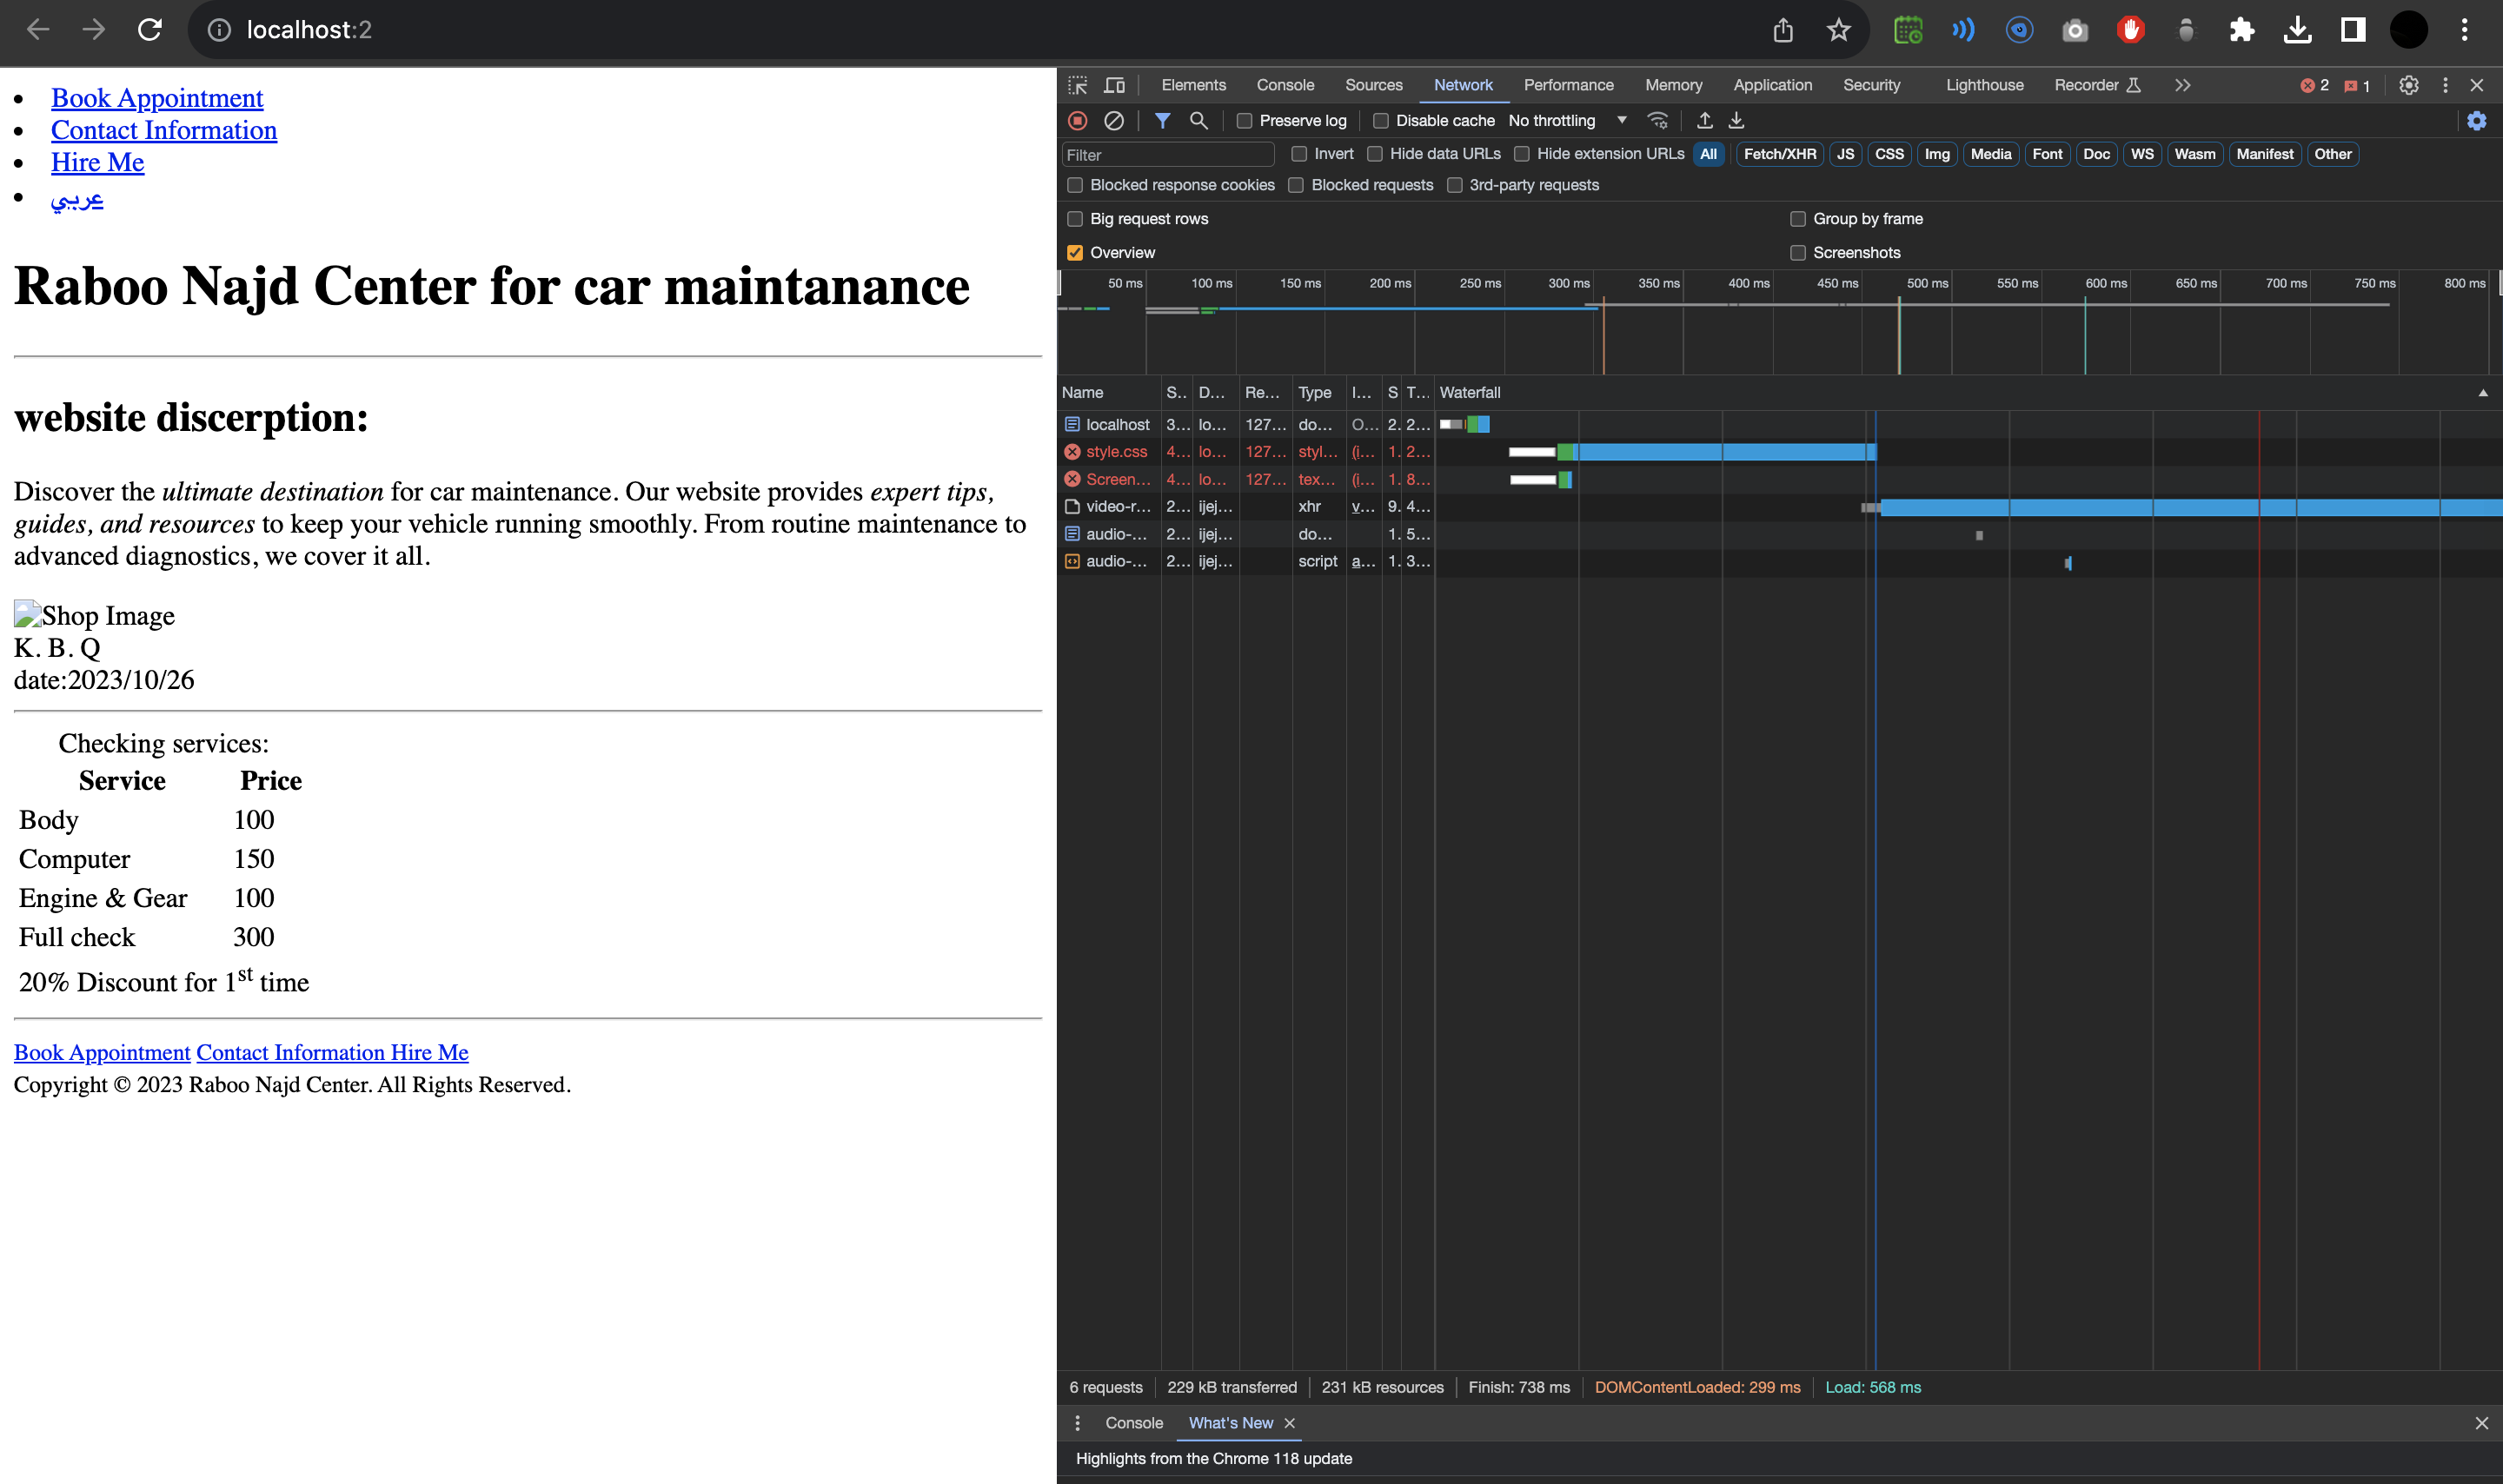 localhost:2
Book Appointment
Contact Information
Hire Me
عربي
Raboo Najd Center for car maintanance
website discerption:
Discover the ultimate destination for car maintenance. Our website provides expert tips,
guides, and resources to keep your vehicle running smoothly. From routine maintenance to
advanced diagnostics, we cover it all.
Shop Image
K. B. Q
date:2023/10/26
Checking services:
Service Price
Body 100
Computer 150
Engine & Gear 100
Full check 300
20% Discount for 1st time
Book Appointment Contact Information Hire Me
Copyright © 2023 Raboo Najd Center. All Rights Reserved.
Elements Console Sources Network Performance Memory Application Security Lighthouse Recorder 2 1
Preserve log Disable cache No throttling
Filter Invert Hide data URLs Hide extension URLs All Fetch/XHR JS CSS Img Media Font Doc WS Wasm Manifest Other
Blocked response cookies Blocked requests 3rd-party requests
Big request rows Group by frame
Overview Screenshots
50 ms 100 ms 150 ms 200 ms 250 ms 300 ms 350 ms 400 ms 450 ms 500 ms 550 ms 600 ms 650 ms 700 ms 750 ms 800 ms
Name S.. D... Re... Type I... S T... Waterfall
localhost 3... lo... 127... do... O... 2. 2...
style.css 4... lo... 127... styl... (i... 1. 2...
Screen... 4... lo... 127... tex... (i... 1. 8...
video-r... 2... ijej... xhr v... 9. 4...
audio-... 2... ijej... do... 1. 5...
audio-... 2... ijej... script a... 1. 3...
6 requests 229 kB transferred 231 kB resources Finish: 738 ms DOMContentLoaded: 299 ms Load: 568 ms
Console What's New
Highlights from the Chrome 118 update